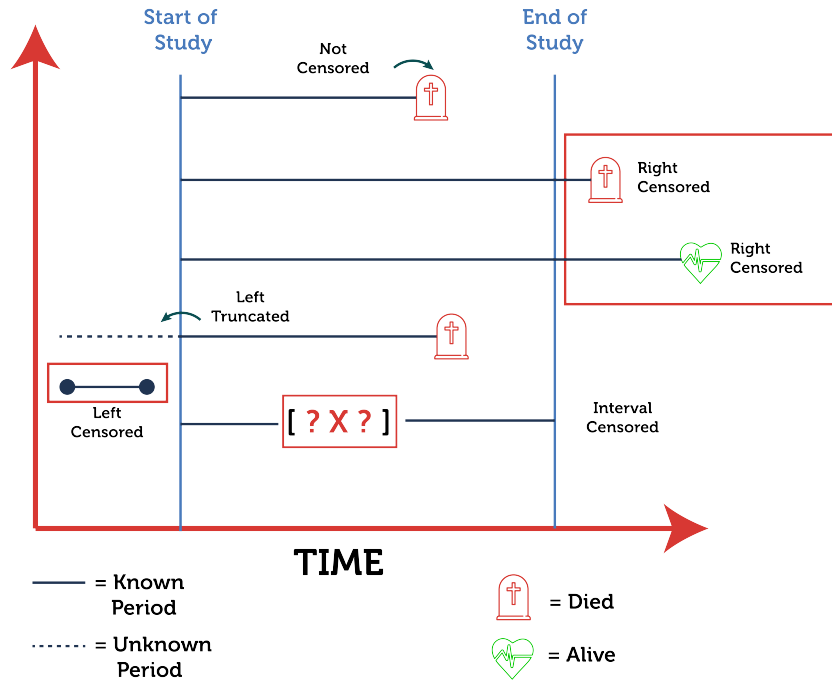 Start of
Study
End of
Study
Not
Censored
Right
Censored
Right
Censored
Left
Truncated
Left
Censored
[ ? X ? ]
Interval
Censored
TIME
= Known
Period
= Died
= Unknown
Period
= Alive